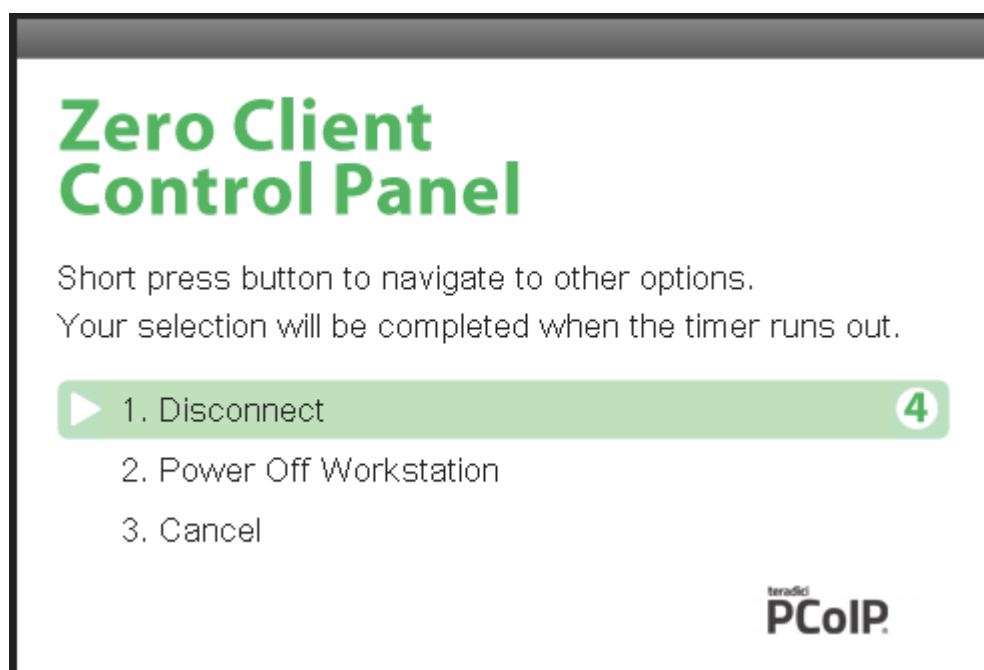 Zero Client
Control Panel
Short press button to navigate to other options.
Your selection will be completed when the timer runs out.
1. Disconnect 4
2. Power Off Workstation
3. Cancel
teradici
PCoIP®